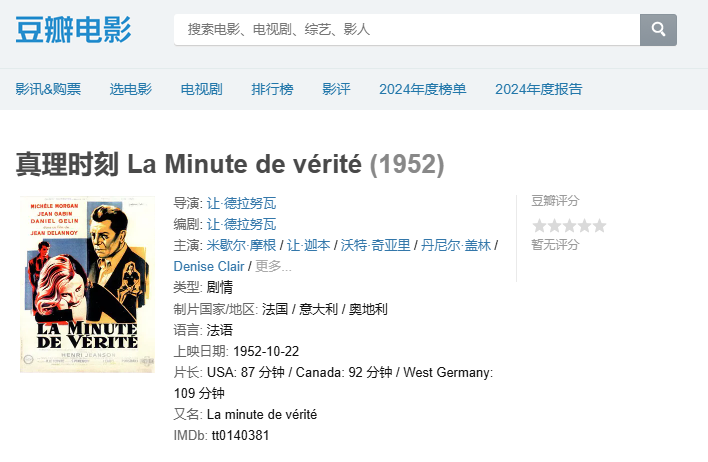 豆瓣电影
搜索电影、电视剧、综艺、影人
影讯&购票 选电影 电视剧 排行榜 影评 2024年度榜单 2024年度报告
真理时刻 La Minute de vérité (1952)
MICHÈLE MORGAN
JEAN GABIN
DANIEL GELIN
JEAN DELANNOY
LA MINUTE
DE VÉRITÉ
HENRI JEANSON
导演: 让·德拉努瓦
编剧: 让·德拉努瓦
主演: 米歇尔·摩根 / 让·迦本 / 沃特·奇亚里 / 丹尼尔·盖林 /
Denise Clair / 更多...
类型: 剧情
制片国家/地区: 法国 / 意大利 / 奥地利
语言: 法语
上映日期: 1952-10-22
片长: USA: 87 分钟 / Canada: 92 分钟 / West Germany:
109 分钟
又名: La minute de vérité
IMDb: tt0140381
豆瓣评分
暂无评分